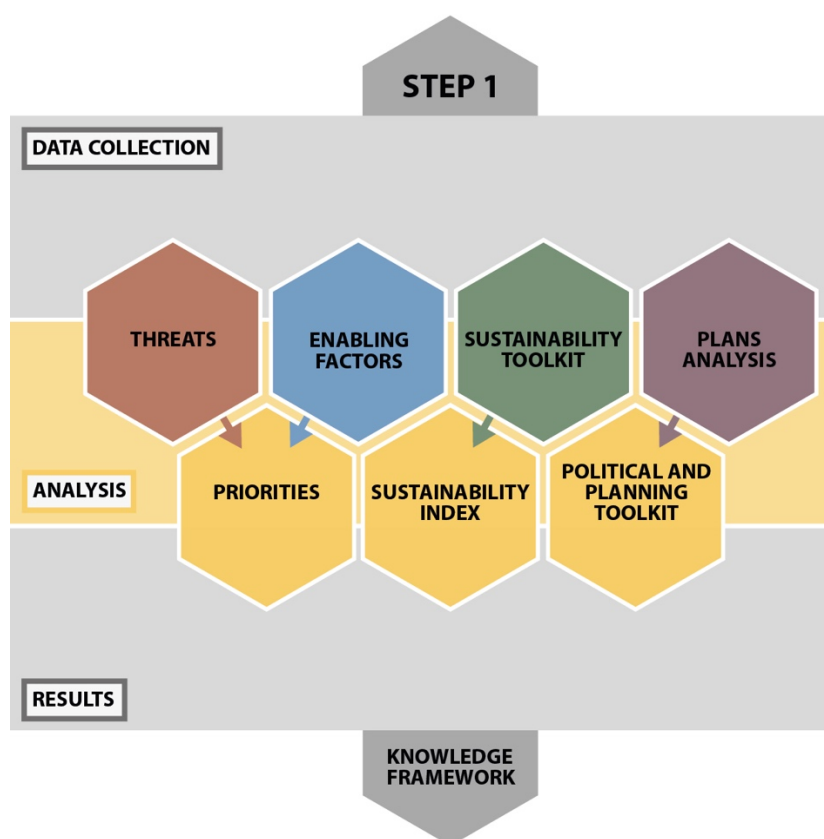 STEP 1
DATA COLLECTION
THREATS
ENABLING
FACTORS
SUSTAINABILITY
TOOLKIT
PLANS
ANALYSIS
ANALYSIS
PRIORITIES
SUSTAINABILITY
INDEX
POLITICAL AND
PLANNING
TOOLKIT
RESULTS
KNOWLEDGE
FRAMEWORK